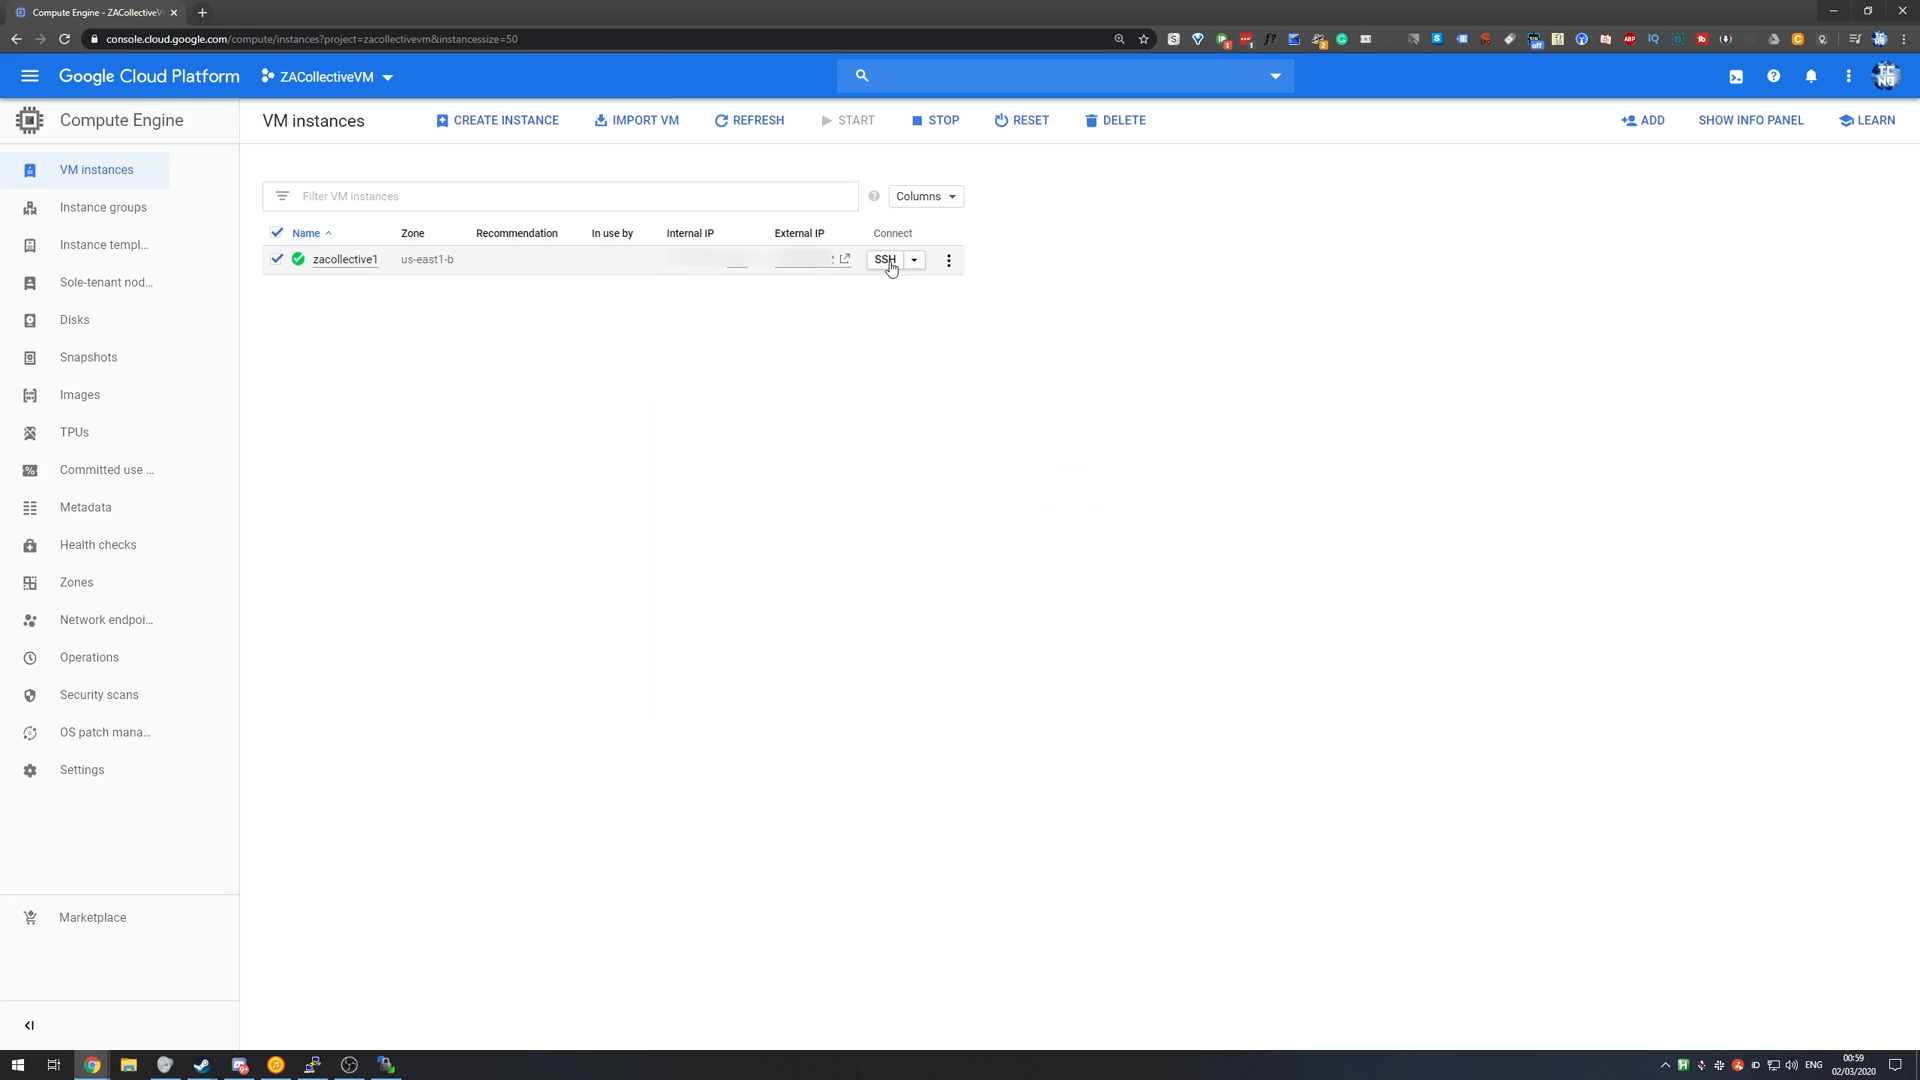 Compute Engine - ZACollectiveV
console.cloud.google.com/compute/instances?project=zacollectivevm&instancessize=50
Google Cloud Platform
ZACollectiveVM
Compute Engine
VM instances
CREATE INSTANCE
IMPORT VM
REFRESH
START
STOP
RESET
DELETE
ADD
SHOW INFO PANEL
LEARN
VM instances
Instance groups
Instance templ...
Sole-tenant nod...
Disks
Snapshots
Images
TPUs
Committed use ...
Metadata
Health checks
Zones
Network endpoi...
Operations
Security scans
OS patch mana...
Settings
Marketplace
Filter VM instances
Columns
Name Zone Recommendation In use by Internal IP External IP Connect
zacollective1 us-east1-b SSH
ENG
00:59
02/03/2020